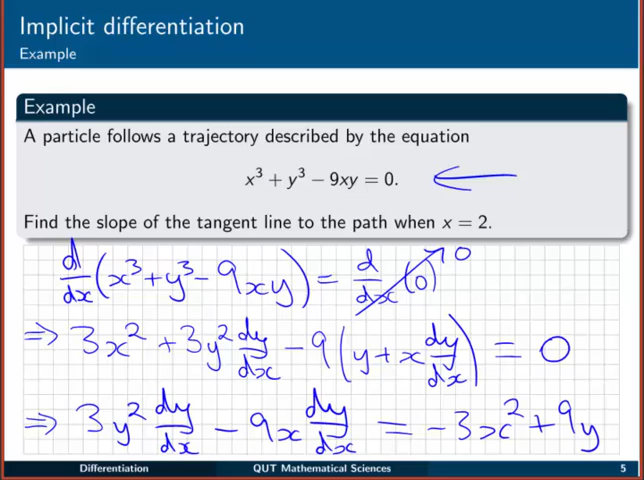 Implicit differentiation
Example
Example
A particle follows a trajectory described by the equation
x³ + y³ − 9xy = 0.
Find the slope of the tangent line to the path when x = 2.
d/dx (x³ + y³ − 9xy) = d/dx (0) 0
⇒ 3x² + 3y² dy/dx − 9(y + x dy/dx) = 0
⇒ 3y² dy/dx − 9x dy/dx = −3x² + 9y
Differentiation QUT Mathematical Sciences 5